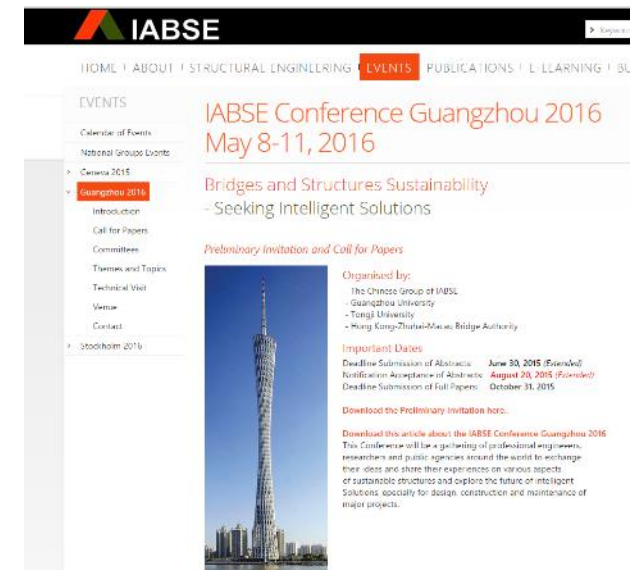 IABSE
Keywor
HOME ABOUT STRUCTURAL ENGINEERING EVENTS PUBLICATIONS E-LEARNING BU
EVENTS
Calendar of Events
National Groups Events
Geneva 2015
Guangzhou 2016
Introduction
Call for Papers
Committees
Themes and Topics
Technical Visit
Venue
Contact
Stockholm 2016
IABSE Conference Guangzhou 2016
May 8-11, 2016
Bridges and Structures Sustainability
- Seeking Intelligent Solutions
Preliminary Invitation and Call for Papers
Organised by:
- The Chinese Group of IABSE
- Guangzhou University
- Tongji University
- Hong Kong-Zhuhai-Macau Bridge Authority
Important Dates
Deadline Submission of Abstracts: June 30, 2015 (Extended)
Notification Acceptance of Abstracts: August 20, 2015 (Extended)
Deadline Submission of Full Papers: October 31, 2015
Download the Preliminary Invitation here..
Download this article about the IABSE Conference Guangzhou 2016
This Conference will be a gathering of professional engineeers,
researchers and public agencies around the world to exchange
their ideas and share their experiences on various aspects
of sustainable structures and explore the future of intelligent
Solutions, epecially for design, construction and maintenance of
major projects.